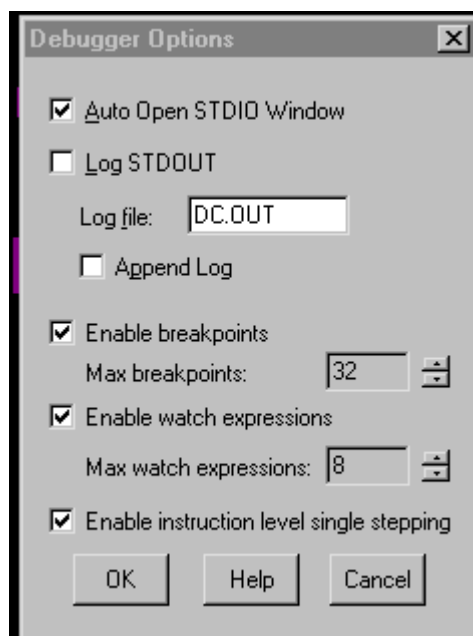 Debugger Options
Auto Open STDIO Window
Log STDOUT
Log file: DC.OUT
Append Log
Enable breakpoints
Max breakpoints: 32
Enable watch expressions
Max watch expressions: 8
Enable instruction level single stepping
OK Help Cancel